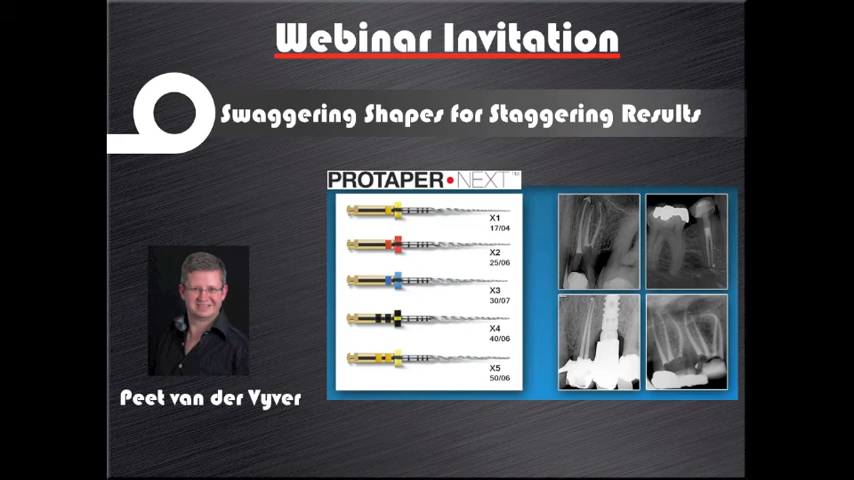 Webinar Invitation
Swaggering Shapes for Staggering Results
PROTAPER•NEXT™
X1
17/04
X2
25/06
X3
30/07
X4
40/06
X5
50/06
Peet van der Vyver